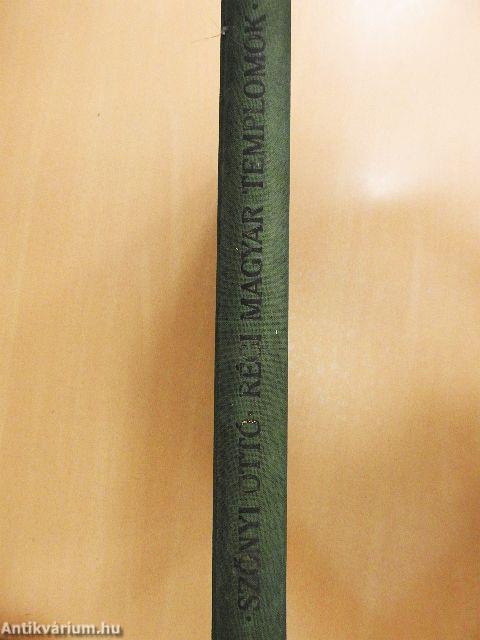 · SZŐNYI OTTÓ · RÉGI MAGYAR TEMPLOMOK ·
Antikvárium.hu